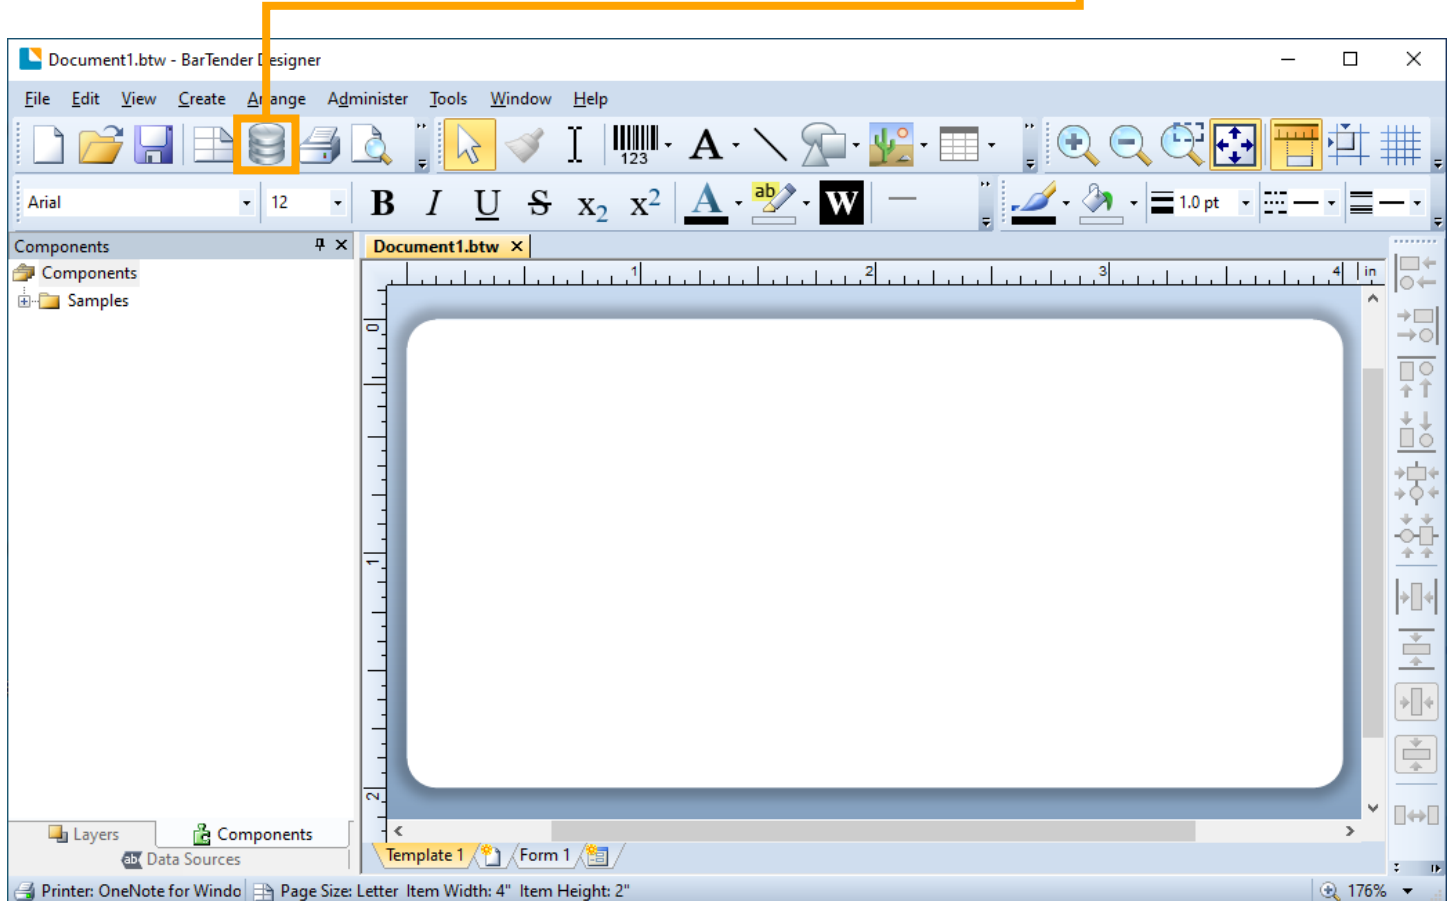 Document1.btw - BarTender Designer
File Edit View Create Arrange Administer Tools Window Help
123 A ab
Arial 12 B I U S x2 x2 A ab W 1.0 pt
Components Document1.btw
Components
Samples
1 2 3 4 in
0
1
2
Layers Components
ab Data Sources
Template 1 Form 1
Printer: OneNote for Windo Page Size: Letter Item Width: 4" Item Height: 2" 176%